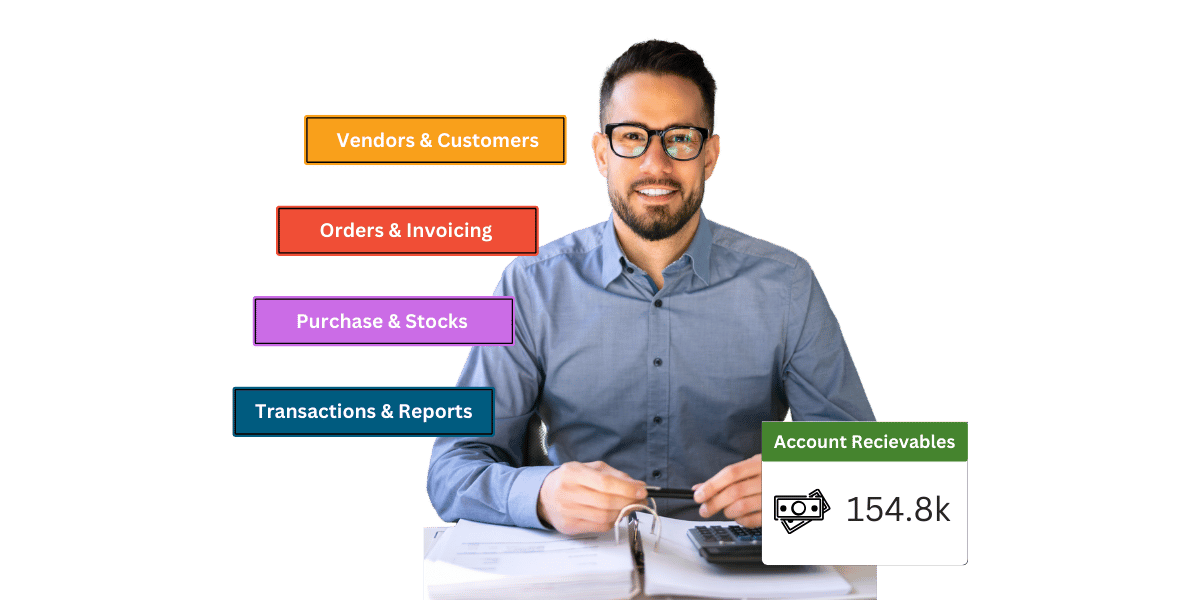 Vendors & Customers
Orders & Invoicing
Purchase & Stocks
Transactions & Reports
Account Recievables
154.8k